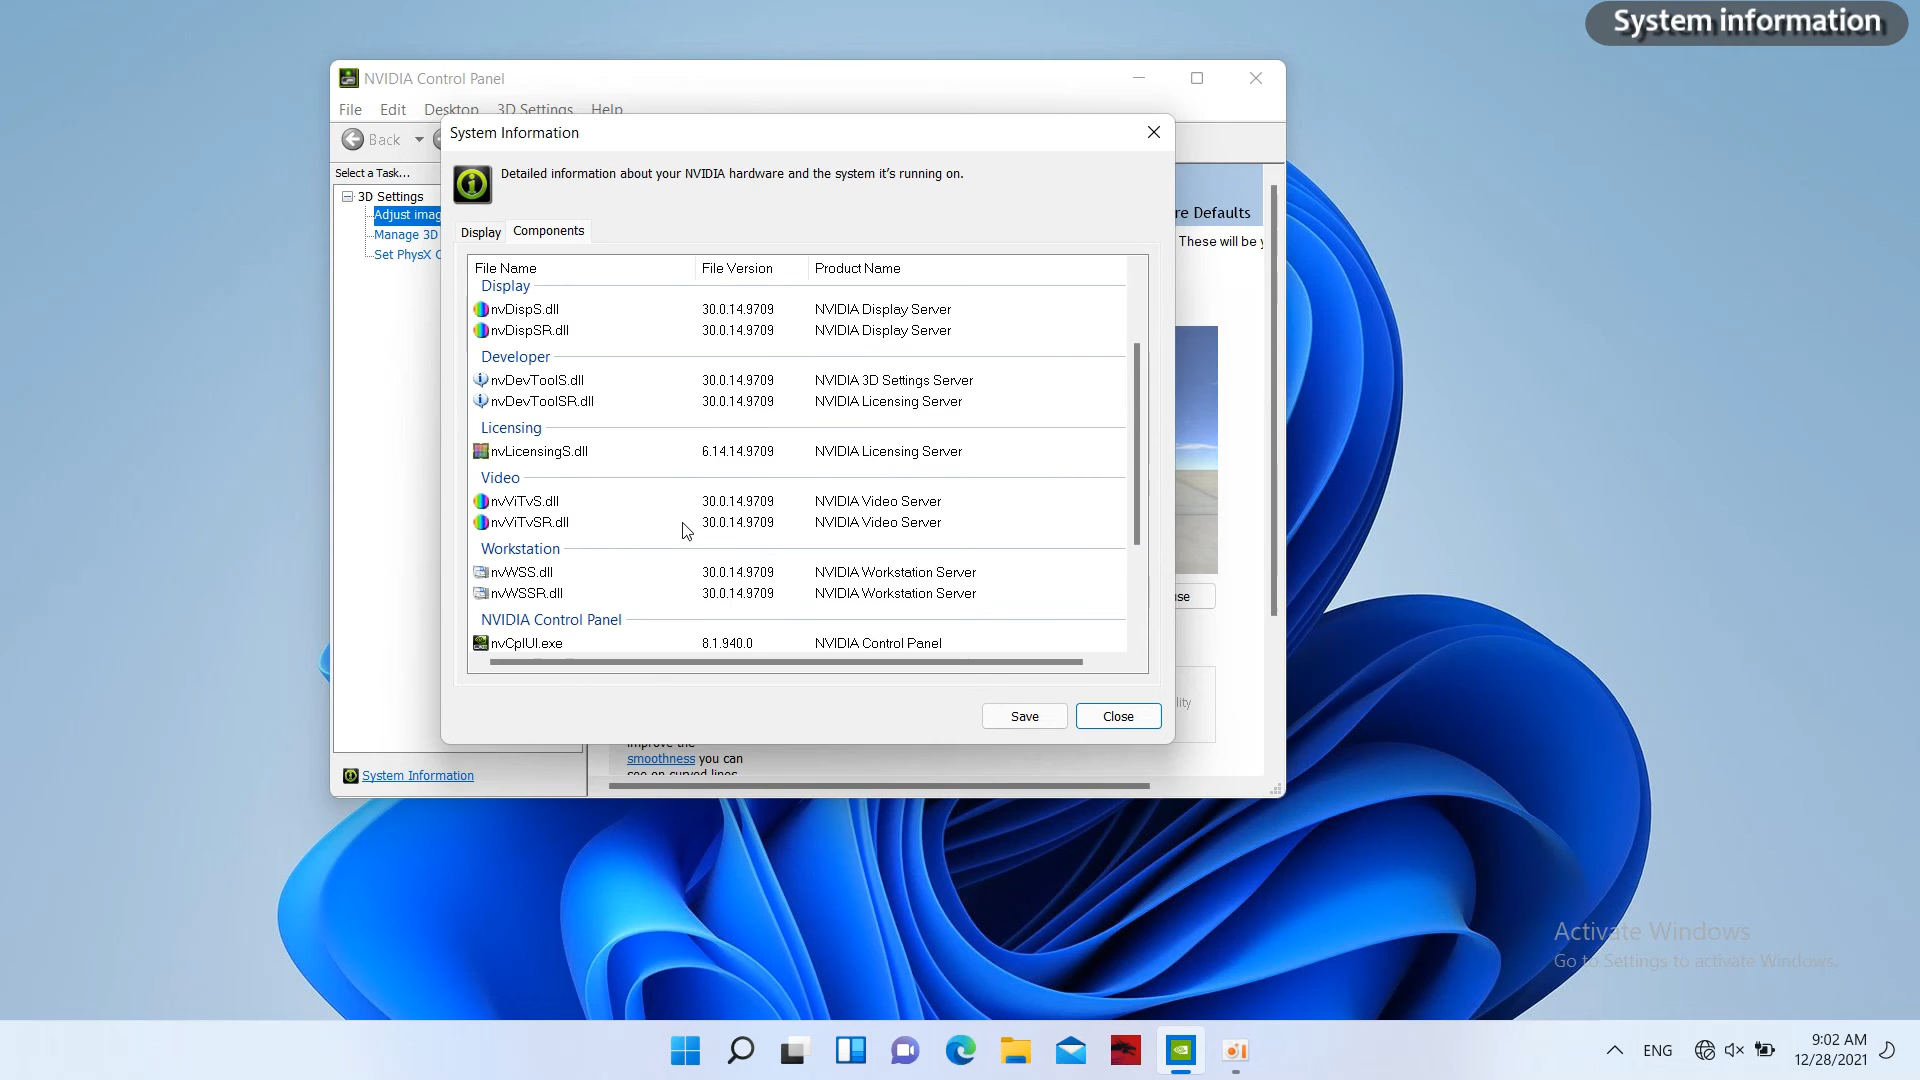 System information
NVIDIA Control Panel
File Edit Desktop 3D Settings Help
Back
System Information
Detailed information about your NVIDIA hardware and the system it's running on.
Select a Task...
3D Settings
Adjust imag
Manage 3D
Set PhysX C
re Defaults
These will be y
Display Components
File Name File Version Product Name
Display
nvDispS.dll 30.0.14.9709 NVIDIA Display Server
nvDispSR.dll 30.0.14.9709 NVIDIA Display Server
Developer
nvDevToolS.dll 30.0.14.9709 NVIDIA 3D Settings Server
nvDevToolSR.dll 30.0.14.9709 NVIDIA Licensing Server
Licensing
nvLicensingS.dll 6.14.14.9709 NVIDIA Licensing Server
Video
nvViTvS.dll 30.0.14.9709 NVIDIA Video Server
nvViTvSR.dll 30.0.14.9709 NVIDIA Video Server
Workstation
nvWSS.dll 30.0.14.9709 NVIDIA Workstation Server
nvWSSR.dll 30.0.14.9709 NVIDIA Workstation Server
use
NVIDIA Control Panel
nvCplUI.exe 8.1.940.0 NVIDIA Control Panel
lity
Save Close
improve the
smoothness you can
see on curved lines
System Information
Activate Windows
Go to Settings to activate Windows.
ENG
9:02 AM
12/28/2021